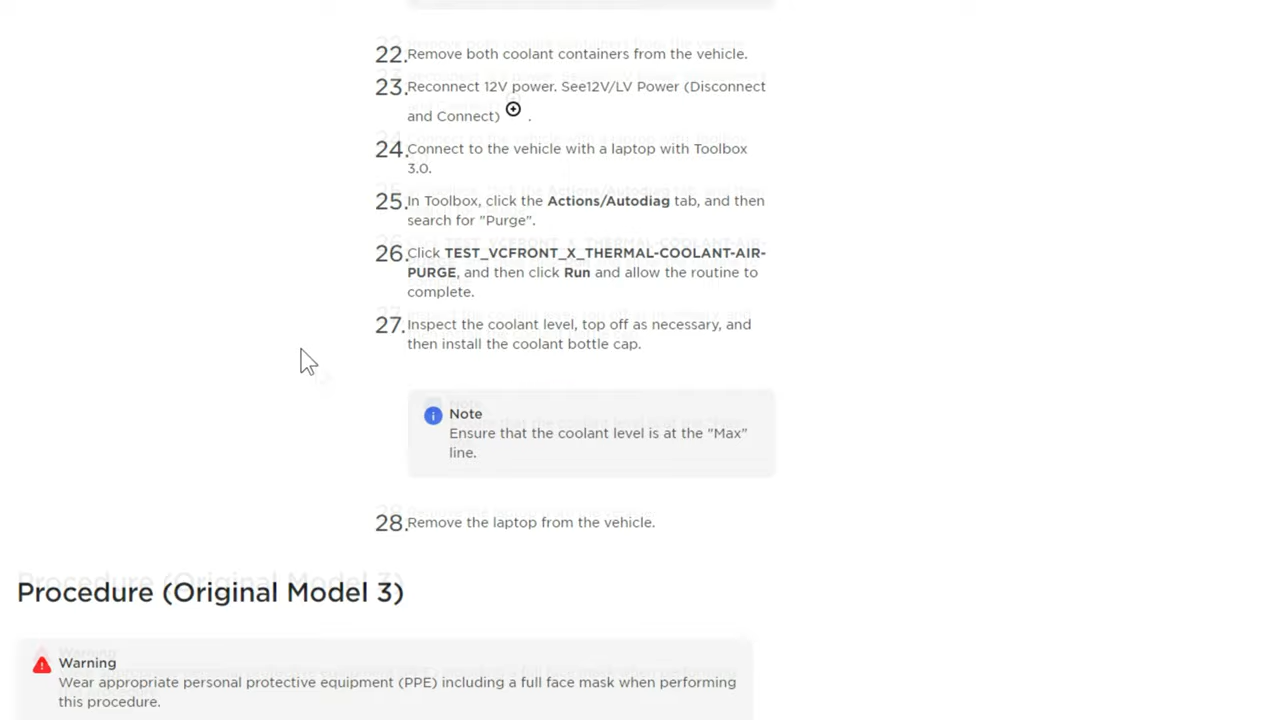 22. Remove both coolant containers from the vehicle.
23. Reconnect 12V power. See12V/LV Power (Disconnect
and Connect) .
24. Connect to the vehicle with a laptop with Toolbox
3.0.
25. In Toolbox, click the Actions/Autodiag tab, and then
search for "Purge".
26. Click TEST_VCFRONT_X_THERMAL-COOLANT-AIR-
PURGE, and then click Run and allow the routine to
complete.
27. Inspect the coolant level, top off as necessary, and
then install the coolant bottle cap.
Note
Ensure that the coolant level is at the "Max"
line.
28. Remove the laptop from the vehicle.
Procedure (Original Model 3)
Warning
Wear appropriate personal protective equipment (PPE) including a full face mask when performing
this procedure.